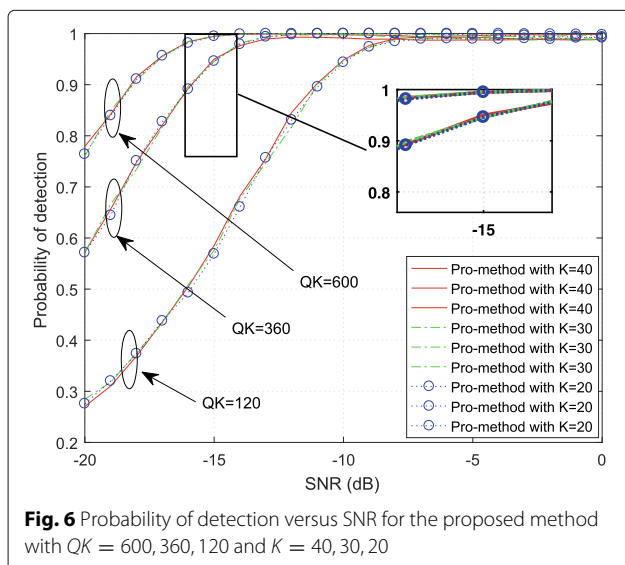 1
0.9
0.8
0.7
0.6
0.5
0.4
0.3
0.2
Probability of detection
-20
-15
-10
-5
0
SNR (dB)
QK=600
QK=360
QK=120
1
0.9
0.8
-15
Pro-method with K=40
Pro-method with K=40
Pro-method with K=40
Pro-method with K=30
Pro-method with K=30
Pro-method with K=30
Pro-method with K=20
Pro-method with K=20
Pro-method with K=20
Fig. 6 Probability of detection versus SNR for the proposed method
with QK = 600, 360, 120 and K = 40, 30, 20